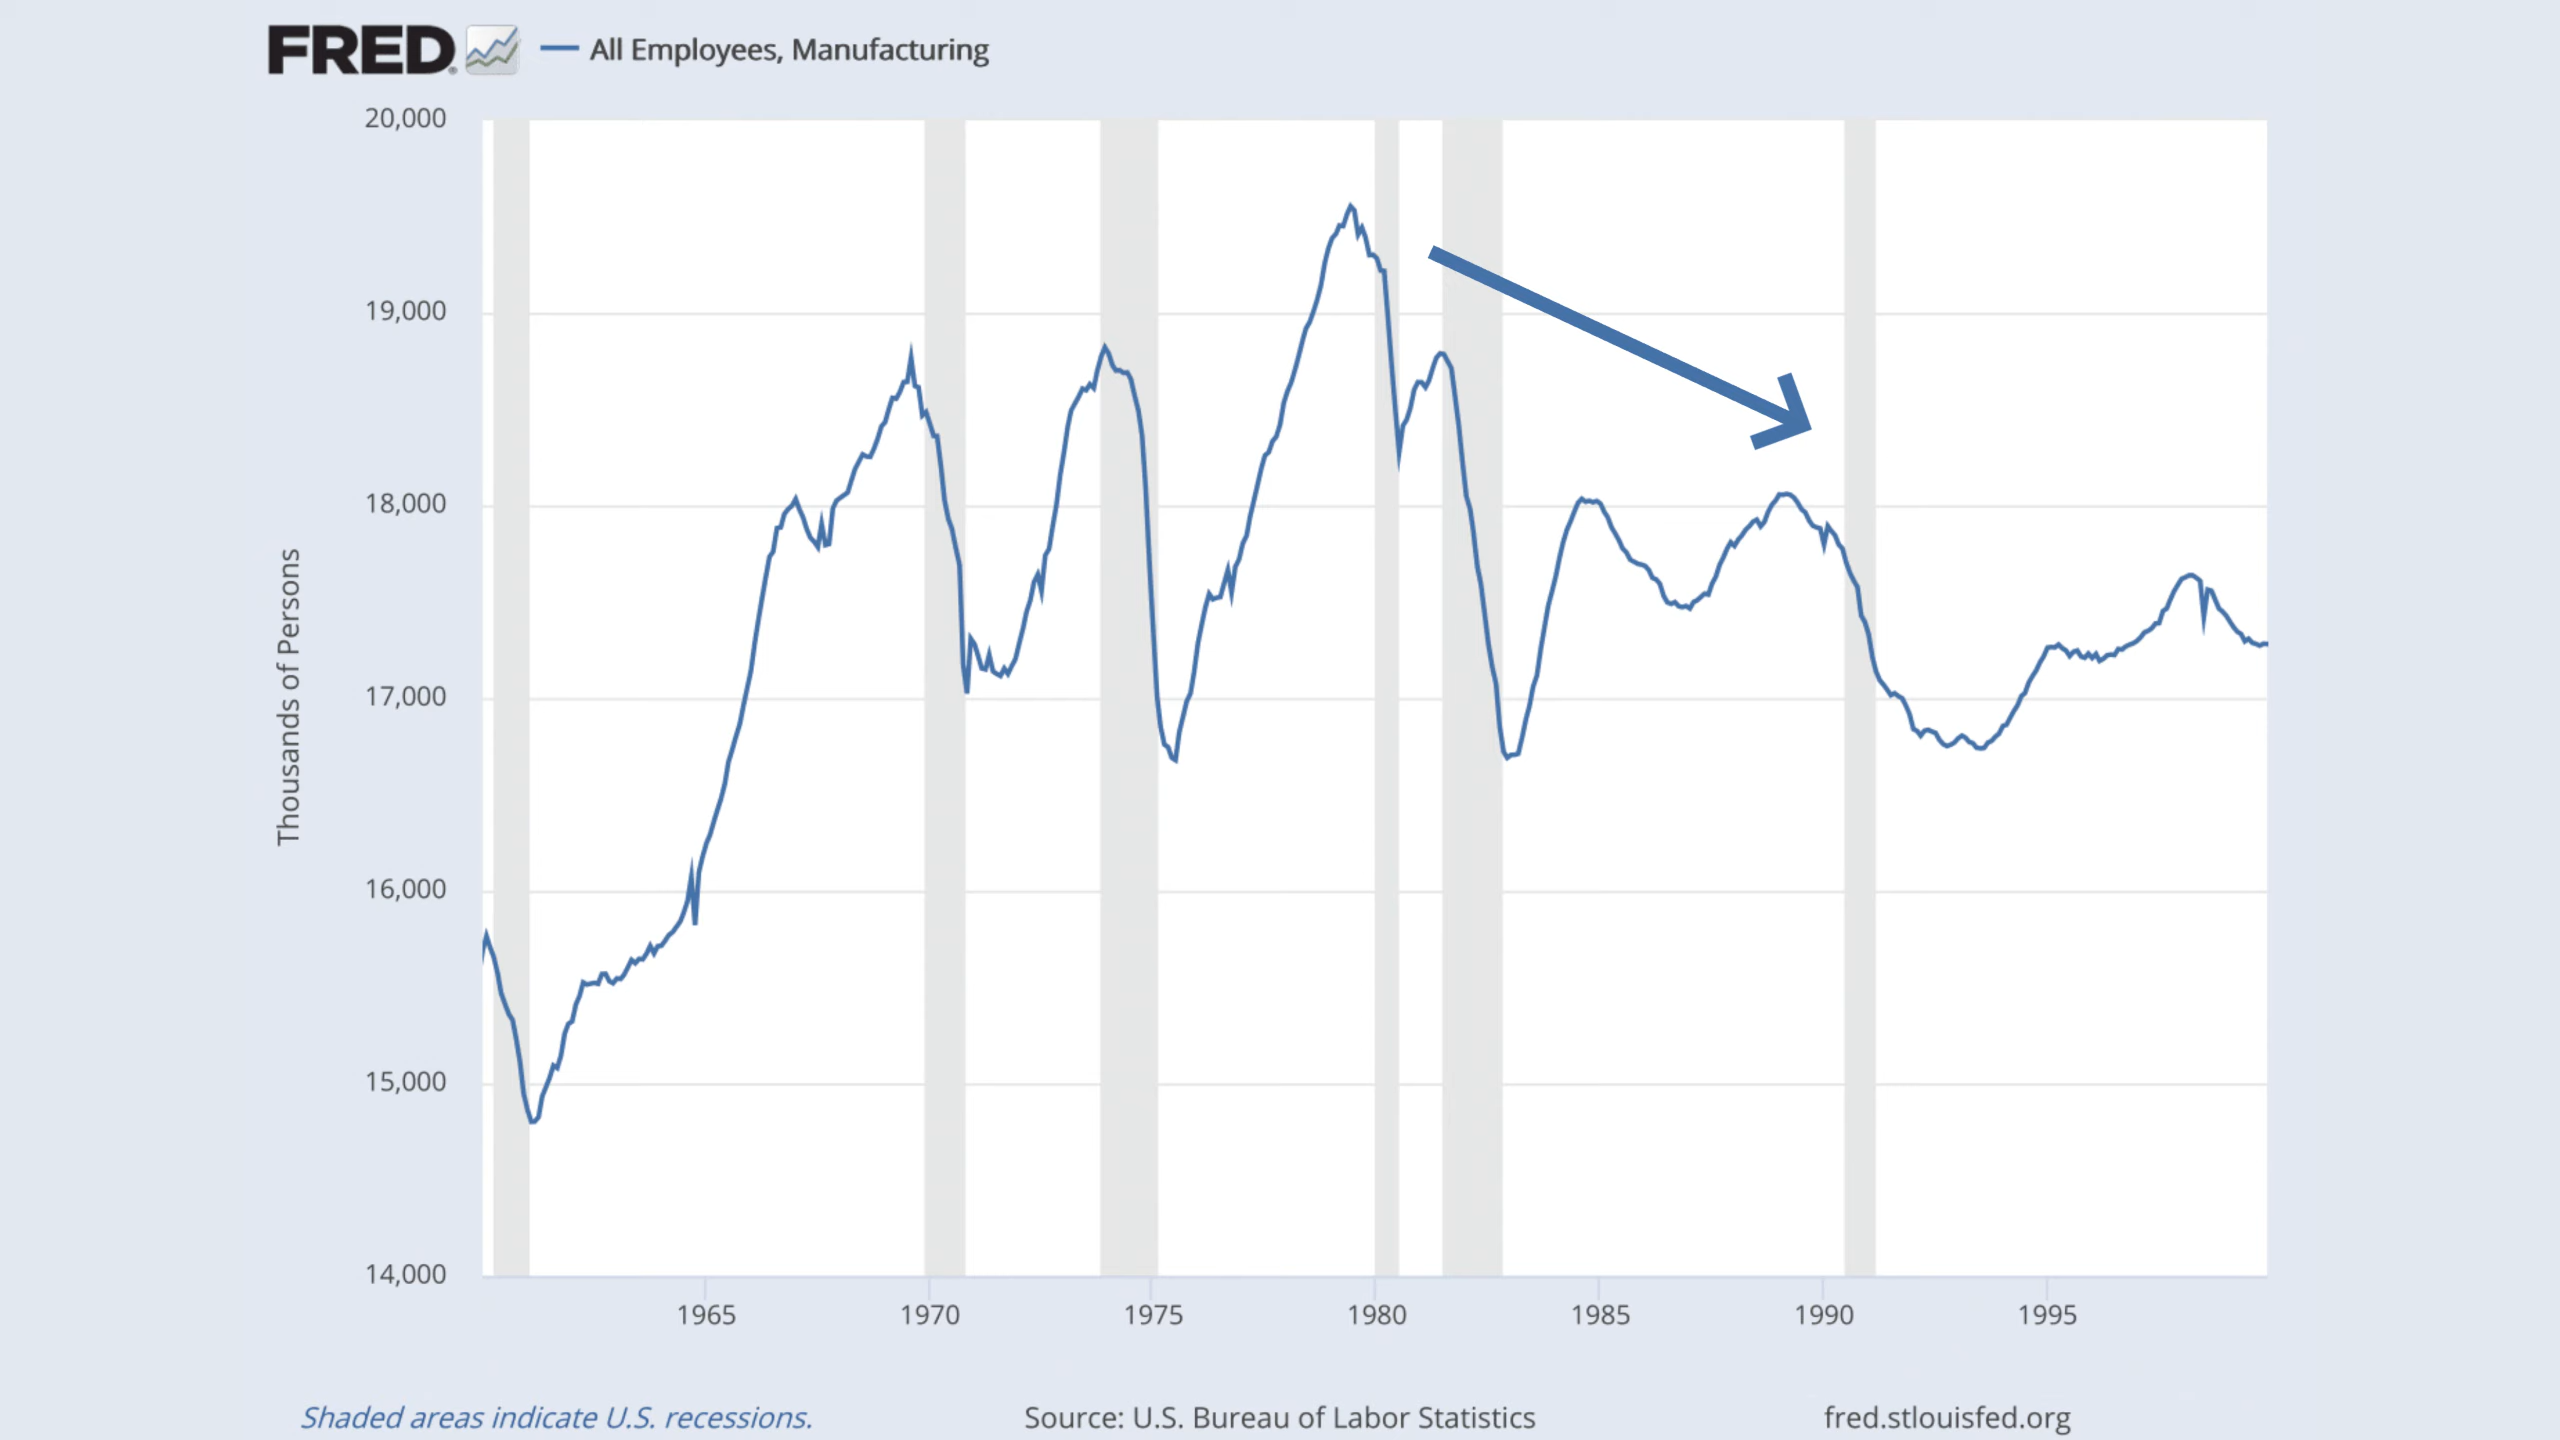 FRED® All Employees, Manufacturing
20,000
19,000
18,000
17,000
16,000
15,000
14,000
Thousands of Persons
1965 1970 1975 1980 1985 1990 1995
Shaded areas indicate U.S. recessions. Source: U.S. Bureau of Labor Statistics fred.stlouisfed.org